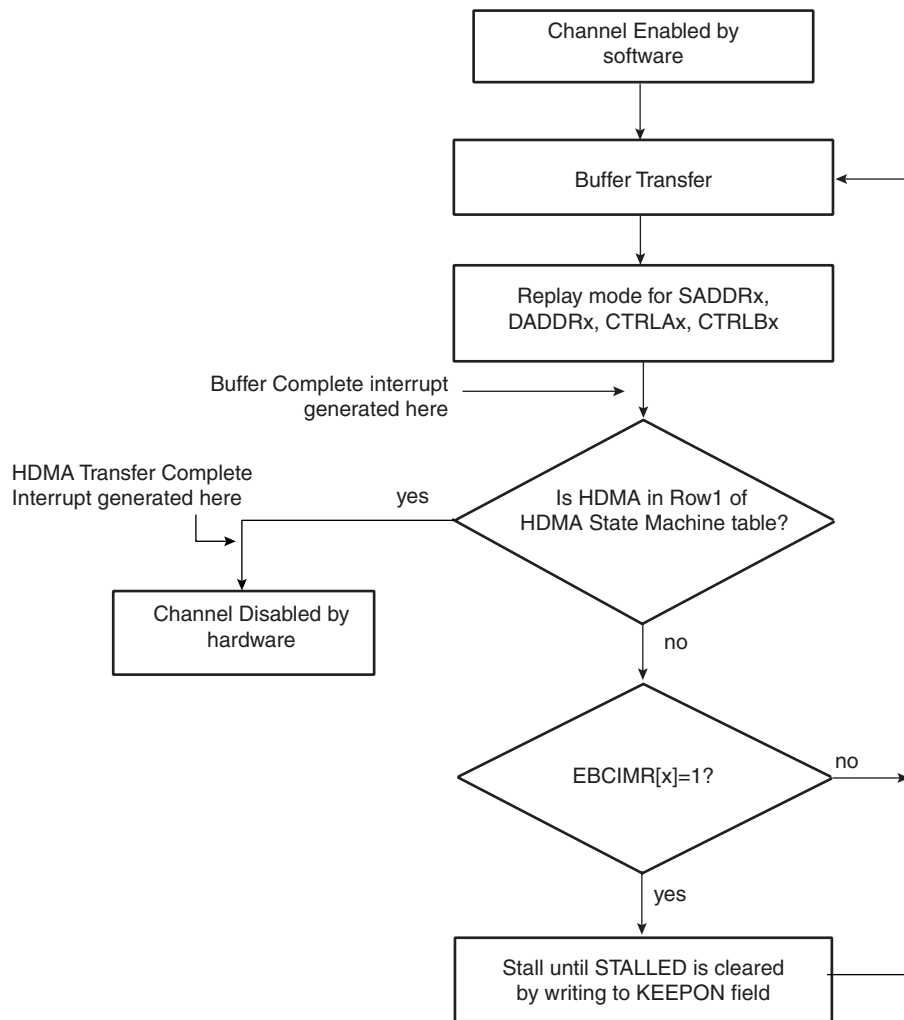 Channel Enabled by
software
Buffer Transfer
Replay mode for SADDRx,
DADDRx, CTRLAx, CTRLBx
Buffer Complete interrupt
generated here
HDMA Transfer Complete
Interrupt generated here
yes
Is HDMA in Row1 of
HDMA State Machine table?
Channel Disabled by
hardware
no
EBCIMR[x]=1?
no
yes
Stall until STALLED is cleared
by writing to KEEPON field